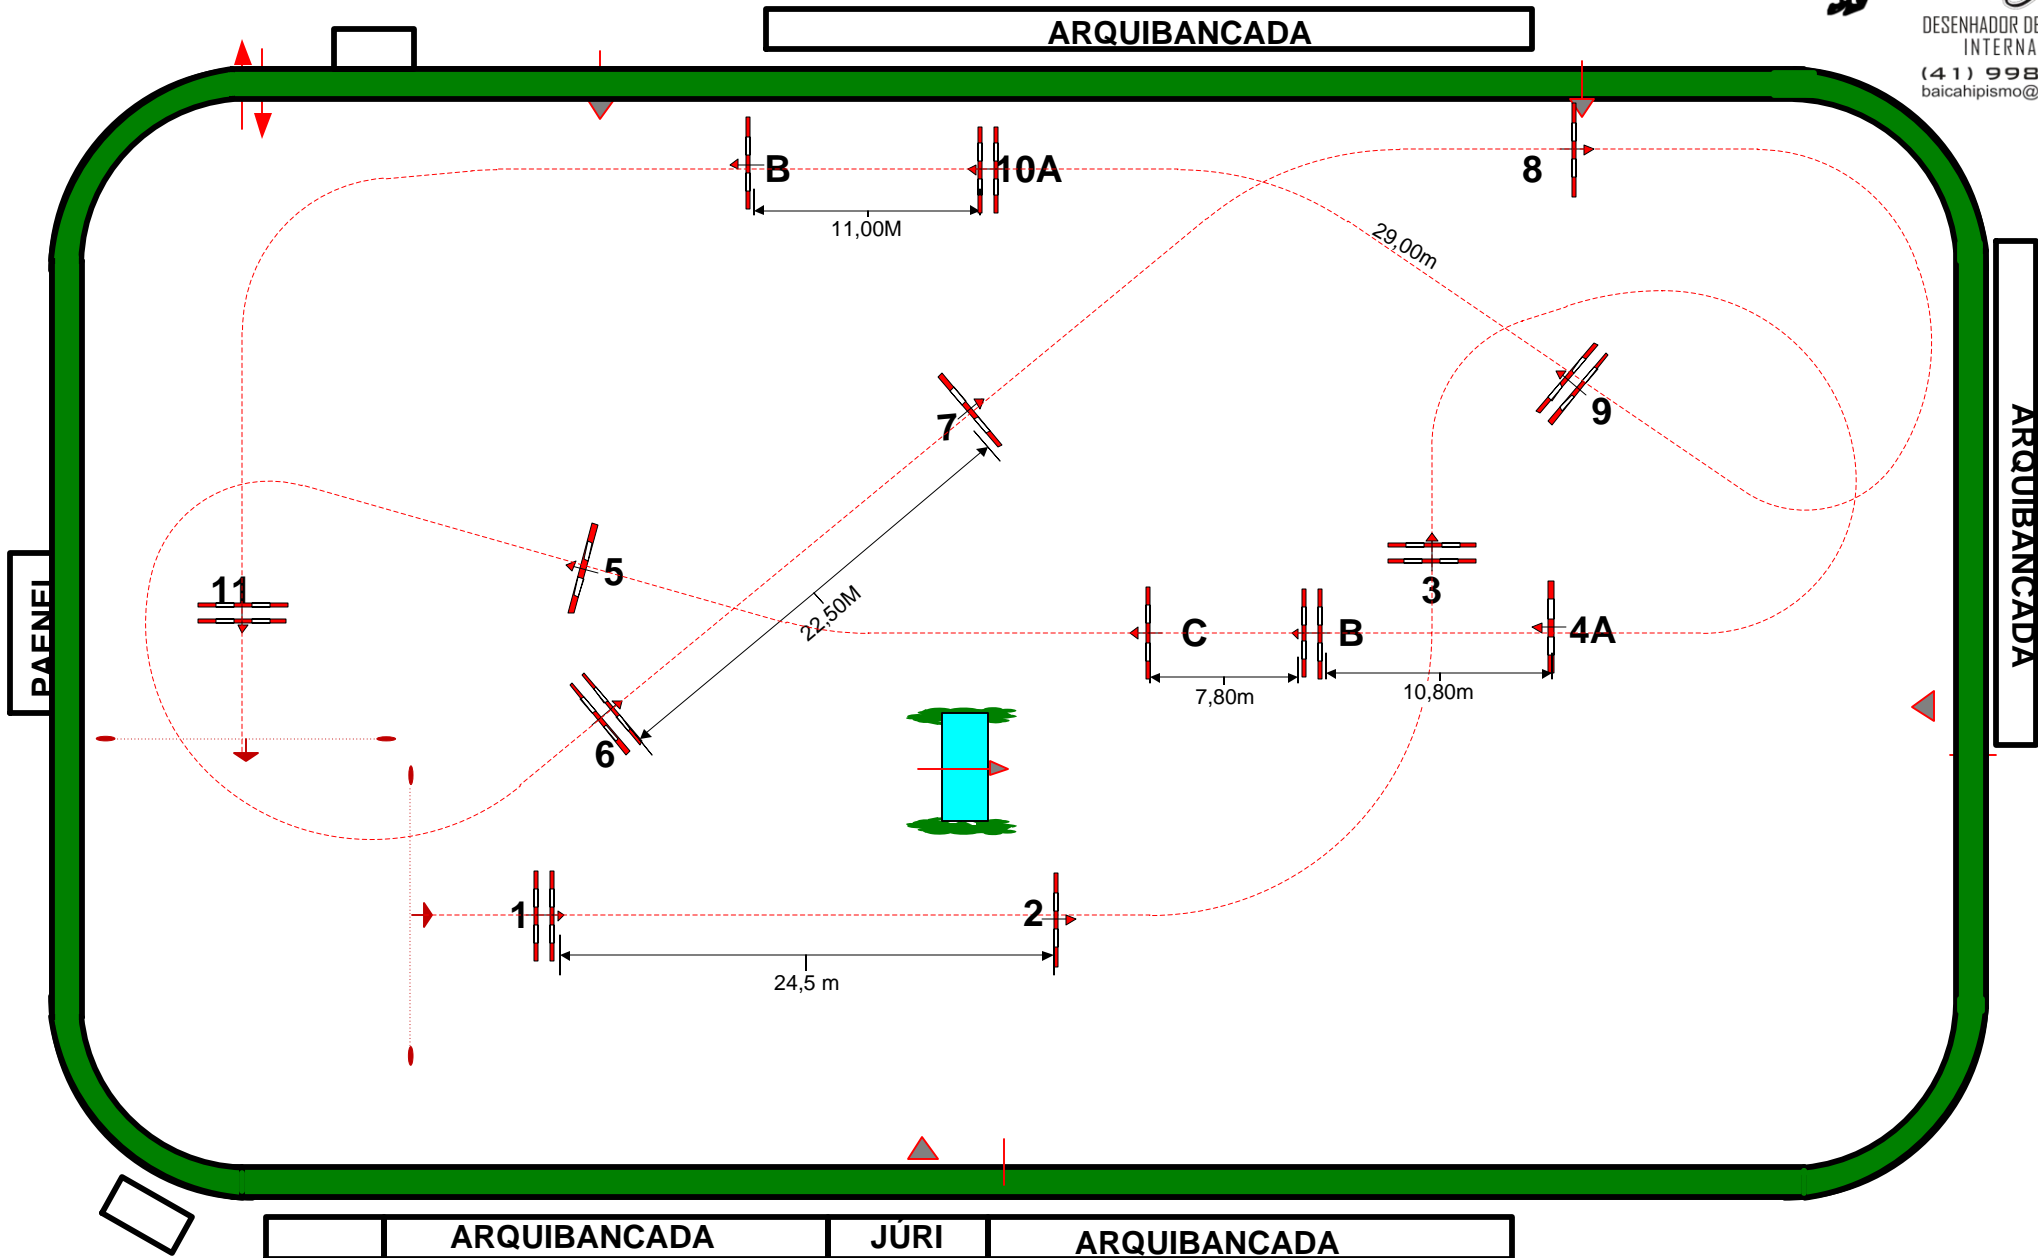 ARQUIBANCADA
DESENHADOR DE
INTERNA
(41) 998
baicahipismo@
B
10A
8
11,00M
29,00m
7
9
5
11
3
22,50M
C
B
4A
ARQUIBANCADA
PAENEL
7,80m
10,80m
6
1
2
24,5 m
ARQUIBANCADA
JÚRI
ARQUIBANCADA